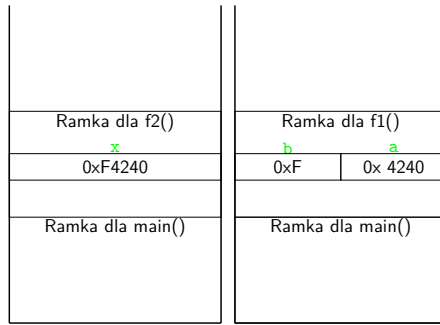 Ramka dla f2()
x
0xF4240
Ramka dla main()
Ramka dla f1()
b a
0xF 0x 4240
Ramka dla main()